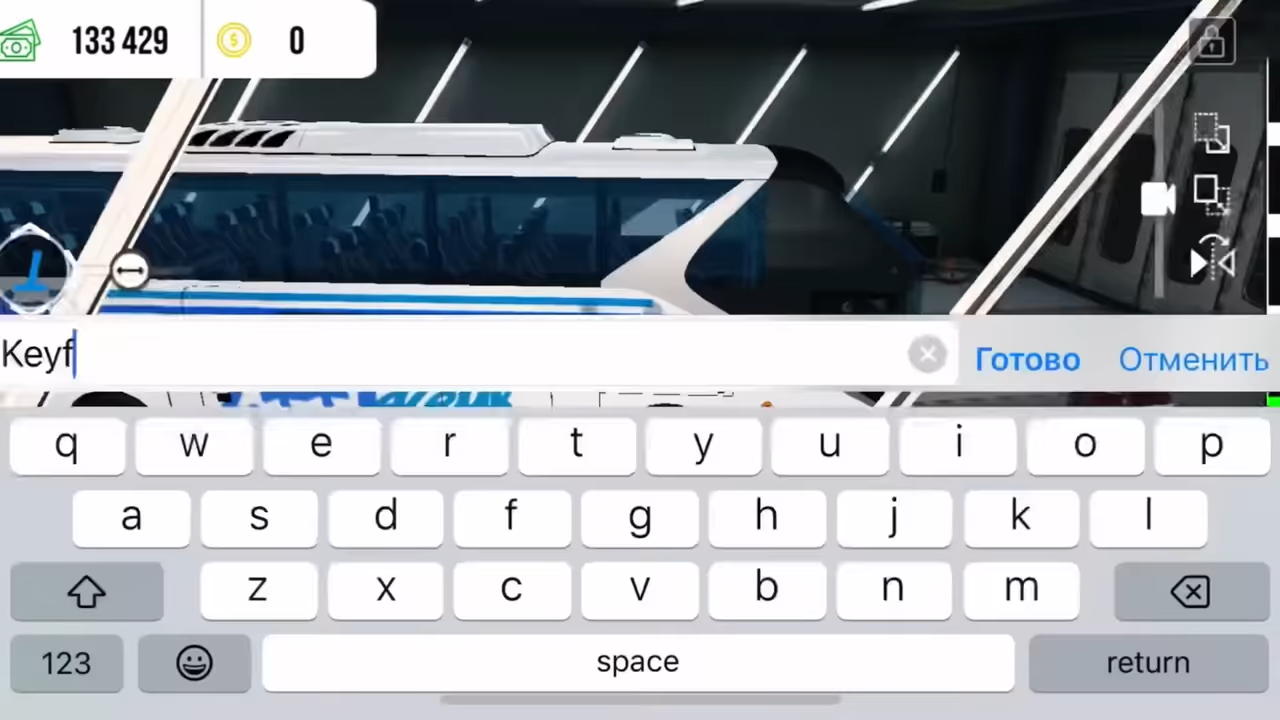 133 429 0
Keyf Готово Отменить
q w e r t y u i o p
a s d f g h j k l
z x c v b n m
123 space return